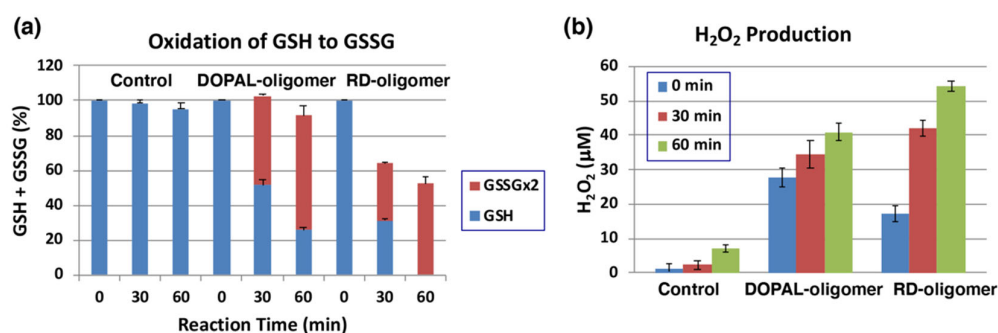 (a)
Oxidation of GSH to GSSG
GSH + GSSG (%)
120
100
80
60
40
20
0
Control DOPAL-oligomer RD-oligomer
0 30 60 0 30 60 0 30 60
Reaction Time (min)
GSSGx2
GSH
(b)
H₂O₂ Production
H₂O₂ (μM)
60
50
40
30
20
10
0
0 min
30 min
60 min
Control DOPAL-oligomer RD-oligomer